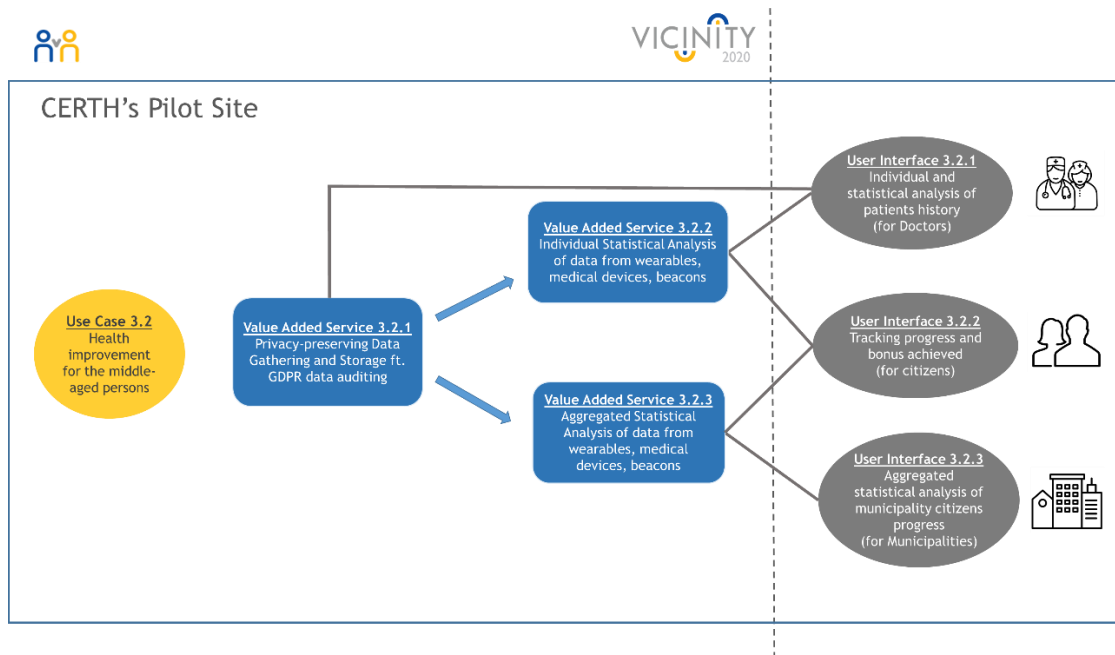 VICINITY
2020
CERTH's Pilot Site
Use Case 3.2
Health
improvement
for the middle-
aged persons
Value Added Service 3.2.1
Privacy-preserving Data
Gathering and Storage ft.
GDPR data auditing
Value Added Service 3.2.2
Individual Statistical Analysis
of data from wearables,
medical devices, beacons
Value Added Service 3.2.3
Aggregated Statistical
Analysis of data from
wearables, medical
devices, beacons
User Interface 3.2.1
Individual and
statistical analysis of
patients history
(for Doctors)
User Interface 3.2.2
Tracking progress and
bonus achieved
(for citizens)
User Interface 3.2.3
Aggregated
statistical analysis of
municipality citizens
progress
(for Municipalities)